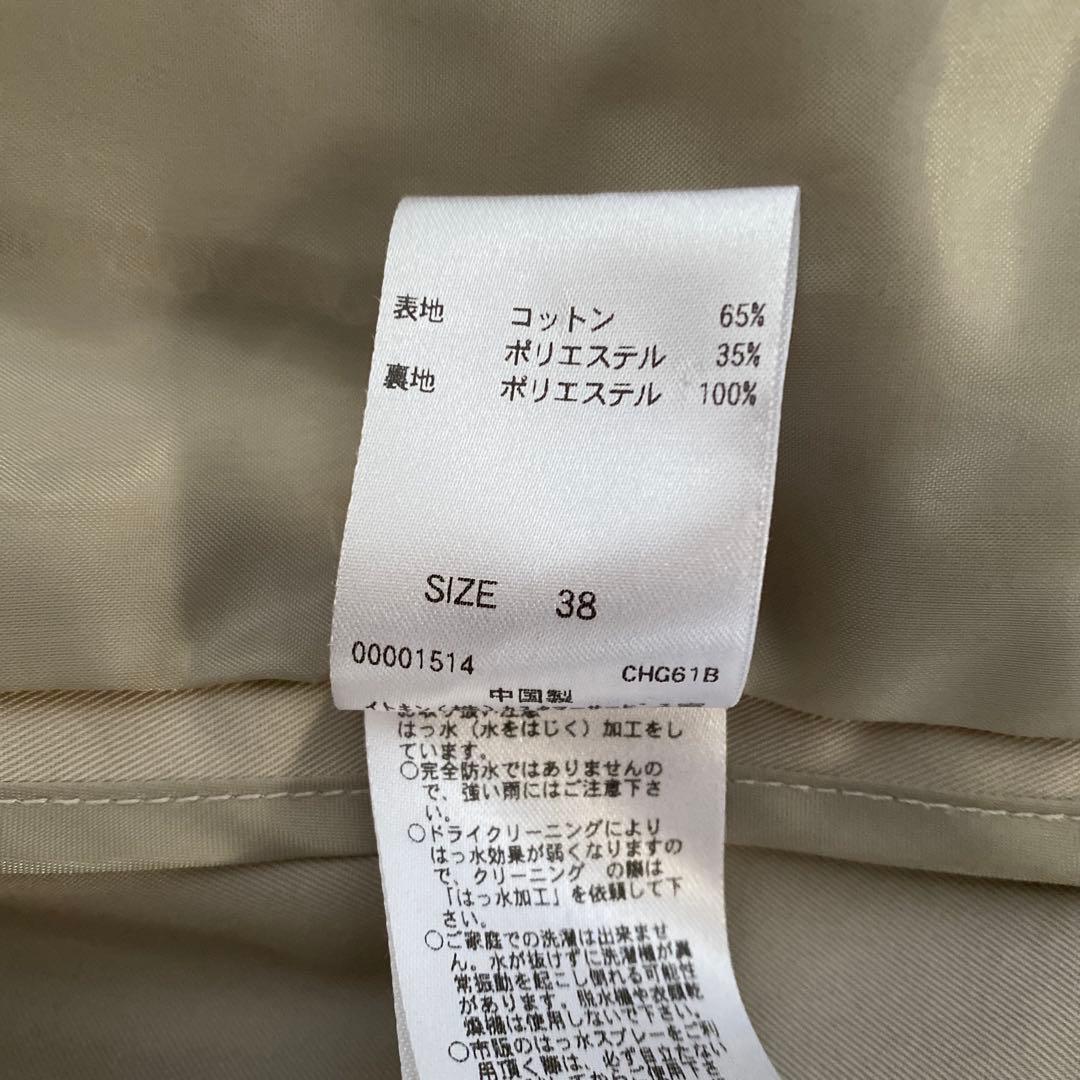 表地 コットン 65%
ポリエステル 35%
裏地 ポリエステル 100%
SIZE 38
00001514 CHG61B
中国製
はっ水（水をはじく）加工をし
ています。
○完全防水ではありませんの
で、強い雨にはご注意下さ
い。
○ドライクリーニングにより
はっ水効果が弱くなりますの
で、クリーニング の際は
「はっ水加工」を依頼して下
さい。
○ご家庭での洗濯は出来ませ
ん。水が抜けずに洗濯機が異
常振動を起こし倒れる可能性
があります。脱水機や衣類乾
燥機は使用しないで下さい。
○市販のはっ水スプレーをご利
用頂く際は、必ず目立たない